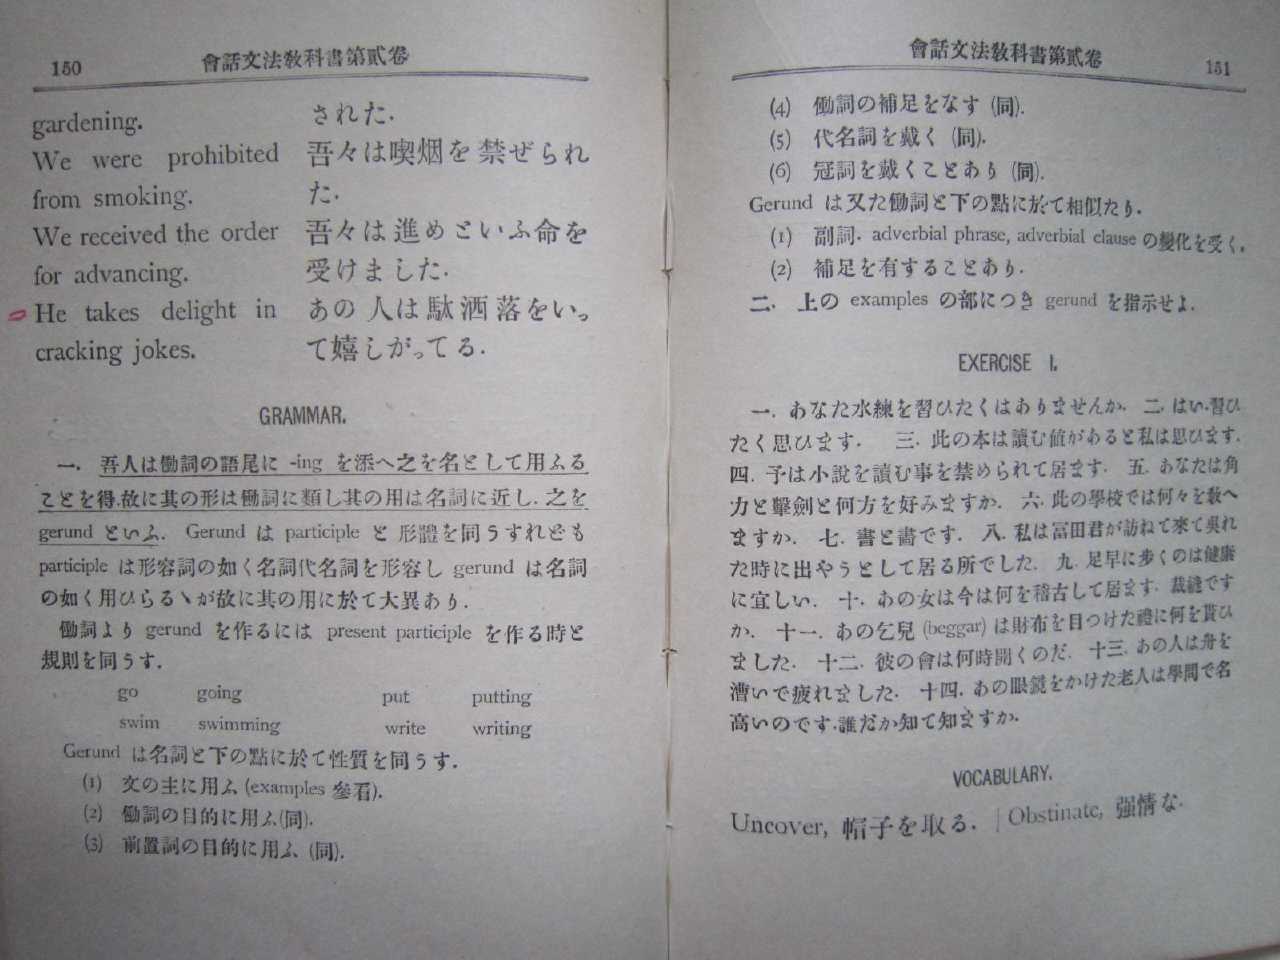 150
會話文法教科書第貳卷
gardening. された.
We were prohibited 吾々は喫烟を禁ぜられ
from smoking. た.
We received the order 吾々は進めといふ命を
for advancing. 受けました.
He takes delight in あの人は駄洒落をいっ
cracking jokes. て嬉しがってる.
GRAMMAR.
一. 吾人は働詞の語尾に -ing を添へ之を名として用ふる
ことを得.故に其の形は働詞に類し其の用は名詞に近し. 之を
gerund といふ. Gerund は participle と形體を同うすれども
participle は形容詞の如く名詞代名詞を形容し gerund は名詞
の如く用ひらるヽが故に其の用に於て大異あり.
働詞より gerund を作るには present participle を作る時と
規則を同うす.
go going put putting
swim swimming write writing
Gerund は名詞と下の點に於て性質を同うす.
(1) 文の主に用ふ (examples 參看).
(2) 働詞の目的に用ふ(同).
(3) 前置詞の目的に用ふ (同).
會話文法教科書第貳卷
151
(4) 働詞の補足をなす (同).
(5) 代名詞を戴く (同).
(6) 冠詞を戴くことあり (同).
Gerund は又た働詞と下の點に於て相似たり.
(1) 副詞. adverbial phrase, adverbial clause の變化を受く.
(2) 補足を有することあり.
二. 上の examples の部につき gerund を指示せよ.
EXERCISE I.
一. あなた水練を習ひたくはありませんか. 二. はい.習ひ
たく思ひます. 三. 此の本は讀む値があると私は思ひます.
四. 予は小説を讀む事を禁められて居ます. 五. あなたは角
力と擊劍と何方を好みますか. 六. 此の學校では何々を教へ
ますか. 七. 書と畵です. 八. 私は冨田君が訪ねて來て呉れ
た時に出やうとして居る所でした. 九. 足早に歩くのは健康
に宜しい. 十. あの女は今は何を稽古して居ます. 裁縫です
か. 十一. あの乞兒 (beggar) は財布を目つけた禮に何を貰ひ
ました. 十二. 彼の會は何時開くのだ. 十三. あの人は舟を
漕いで疲れました. 十四. あの眼鏡をかけた老人は學問で名
高いのです.誰だか知て知ますか.
VOCABULARY.
Uncover, 帽子を取る. | Obstinate, 强情な.